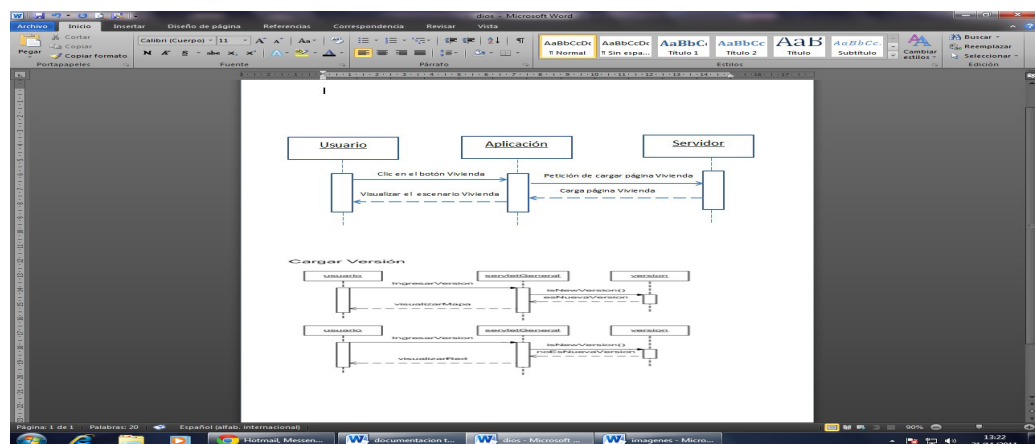 dios - Microsoft Word
Archivo Inicio Insertar Diseño de página Referencias Correspondencia Revisar Vista
Pegar
Cortar
Copiar
Copiar formato
Portapapeles
Calibri (Cuerpo) 11
N K S abc x, x²
Fuente
Párrafo
AaBbCcDc AaBbCcDc AaBbC AaBbCc AaB AaBbCc.
¶ Normal ¶ Sin espa... Título 1 Título 2 Título Subtítulo
Cambiar estilos
Estilos
Buscar
Reemplazar
Seleccionar
Edición
Usuario Aplicación Servidor
Clic en el botón Vivienda Petición de cargar página Vivienda
Visualizar el escenario Vivienda Carga página Vivienda
Cargar Versión
usuario servletGeneral version
IngresarVersion isNewVersion()
esNuevaVersion
visualizarMapa
usuario servletGeneral version
IngresarVersion isNewVersion()
noEsNuevaVersion
visualizarRed
Página: 1 de 1 Palabras: 20 Español (alfab. internacional) 90%
Hotmail, Messen... documentacion t... dios - Microsoft ... imagenes - Micro...
13:22